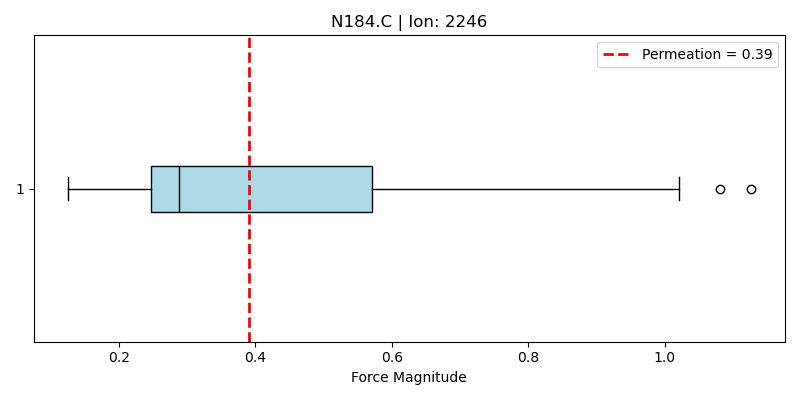 N184.C | Ion: 2246
Permeation = 0.39
1
0.2 0.4 0.6 0.8 1.0
Force Magnitude